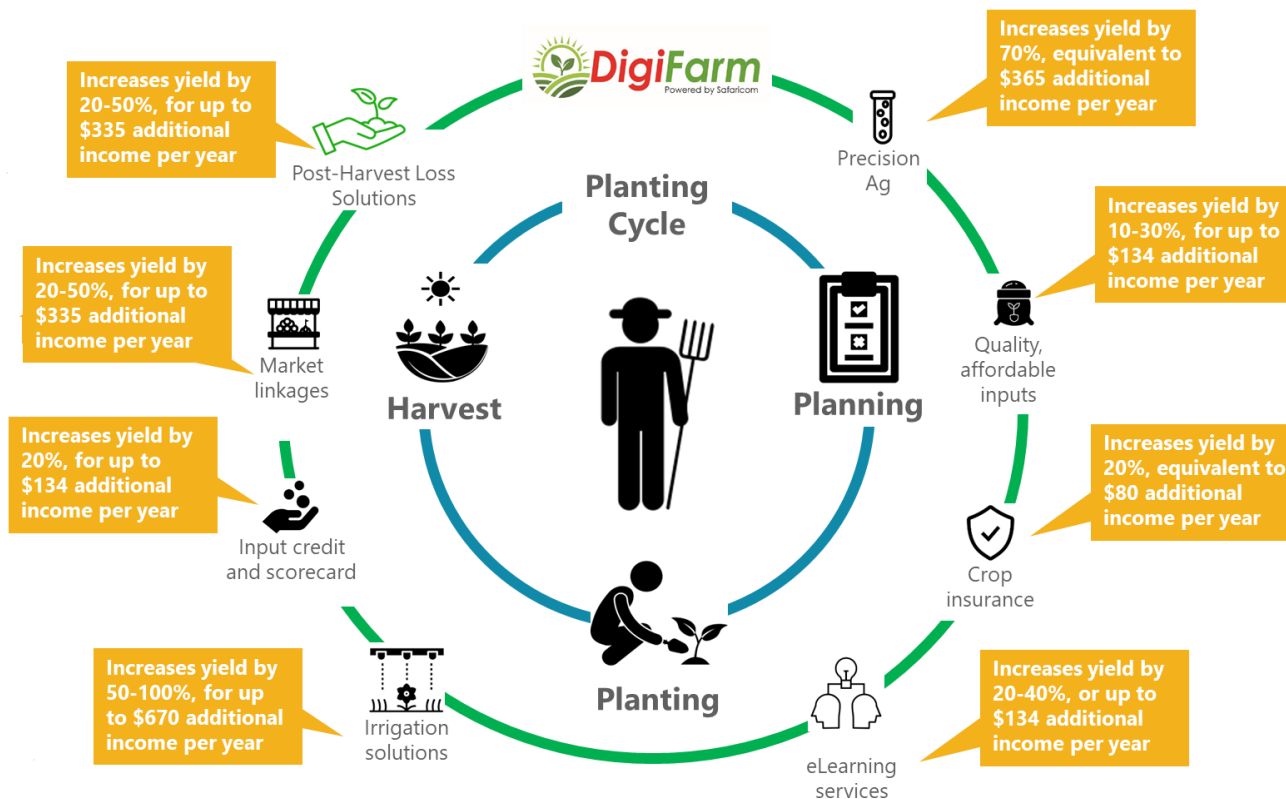 DigiFarm
Powered by Safaricom
Increases yield by
70%, equivalent to
$365 additional
income per year
Precision
Ag
Increases yield by
10-30%, for up to
$134 additional
income per year
Quality,
affordable
inputs
Increases yield by
20%, equivalent to
$80 additional
income per year
Crop
insurance
Increases yield by
20-40%, or up to
$134 additional
income per year
eLearning
services
Increases yield by
50-100%, for up
to $670 additional
income per year
Irrigation
solutions
Increases yield by
20%, for up to
$134 additional
income per year
Input credit
and scorecard
Increases yield by
20-50%, for up to
$335 additional
income per year
Market
linkages
Increases yield by
20-50%, for up to
$335 additional
income per year
Post-Harvest Loss
Solutions
Planting
Cycle
Planning
Planting
Harvest